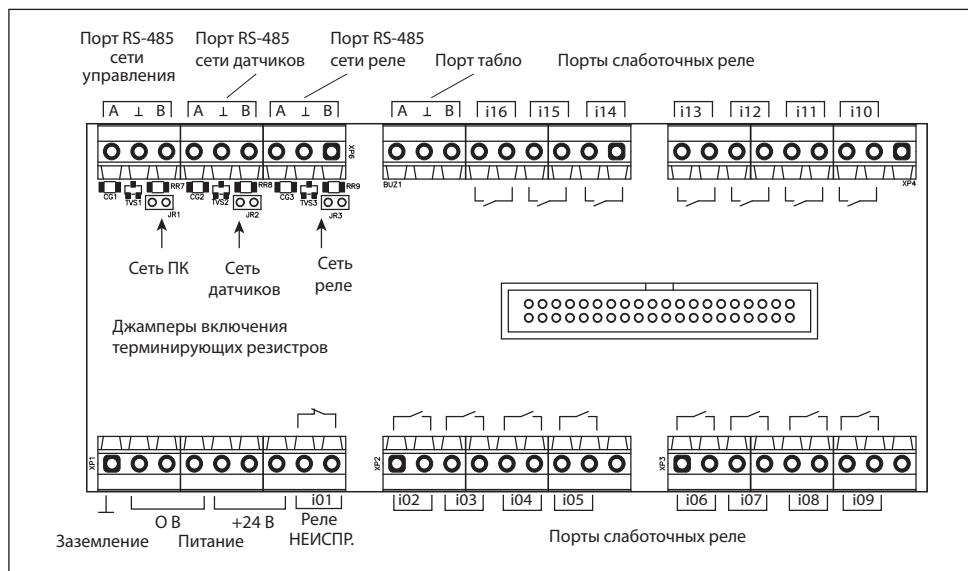 Порт RS-485
сети
управления
Порт RS-485
сети датчиков
Порт RS-485
сети реле
Порт табло
Порты слаботочных реле
A ⊥ B A ⊥ B A ⊥ B
A ⊥ B i16 i15 i14
i13 i12 i11 i10
XP6
BUZ1
XP4
CG1 TVS1 RR7 JR1
CG2 TVS2 RR8 JR2
CG3 TVS3 RR9 JR3
Сеть ПК
Сеть
датчиков
Сеть
реле
Джамперы включения
терминирующих резистров
XP1
XP2
XP3
i01
i02 i03 i04 i05
i06 i07 i08 i09
О В
+24 В
Реле
НЕИСПР.
Заземление
Питание
Порты слаботочных реле